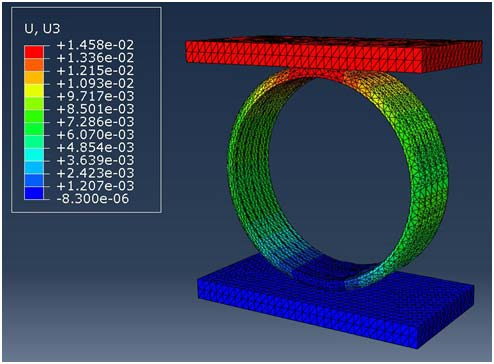 U, U3
+1.458e-02
+1.336e-02
+1.215e-02
+1.093e-02
+9.717e-03
+8.501e-03
+7.286e-03
+6.070e-03
+4.854e-03
+3.639e-03
+2.423e-03
+1.207e-03
-8.300e-06